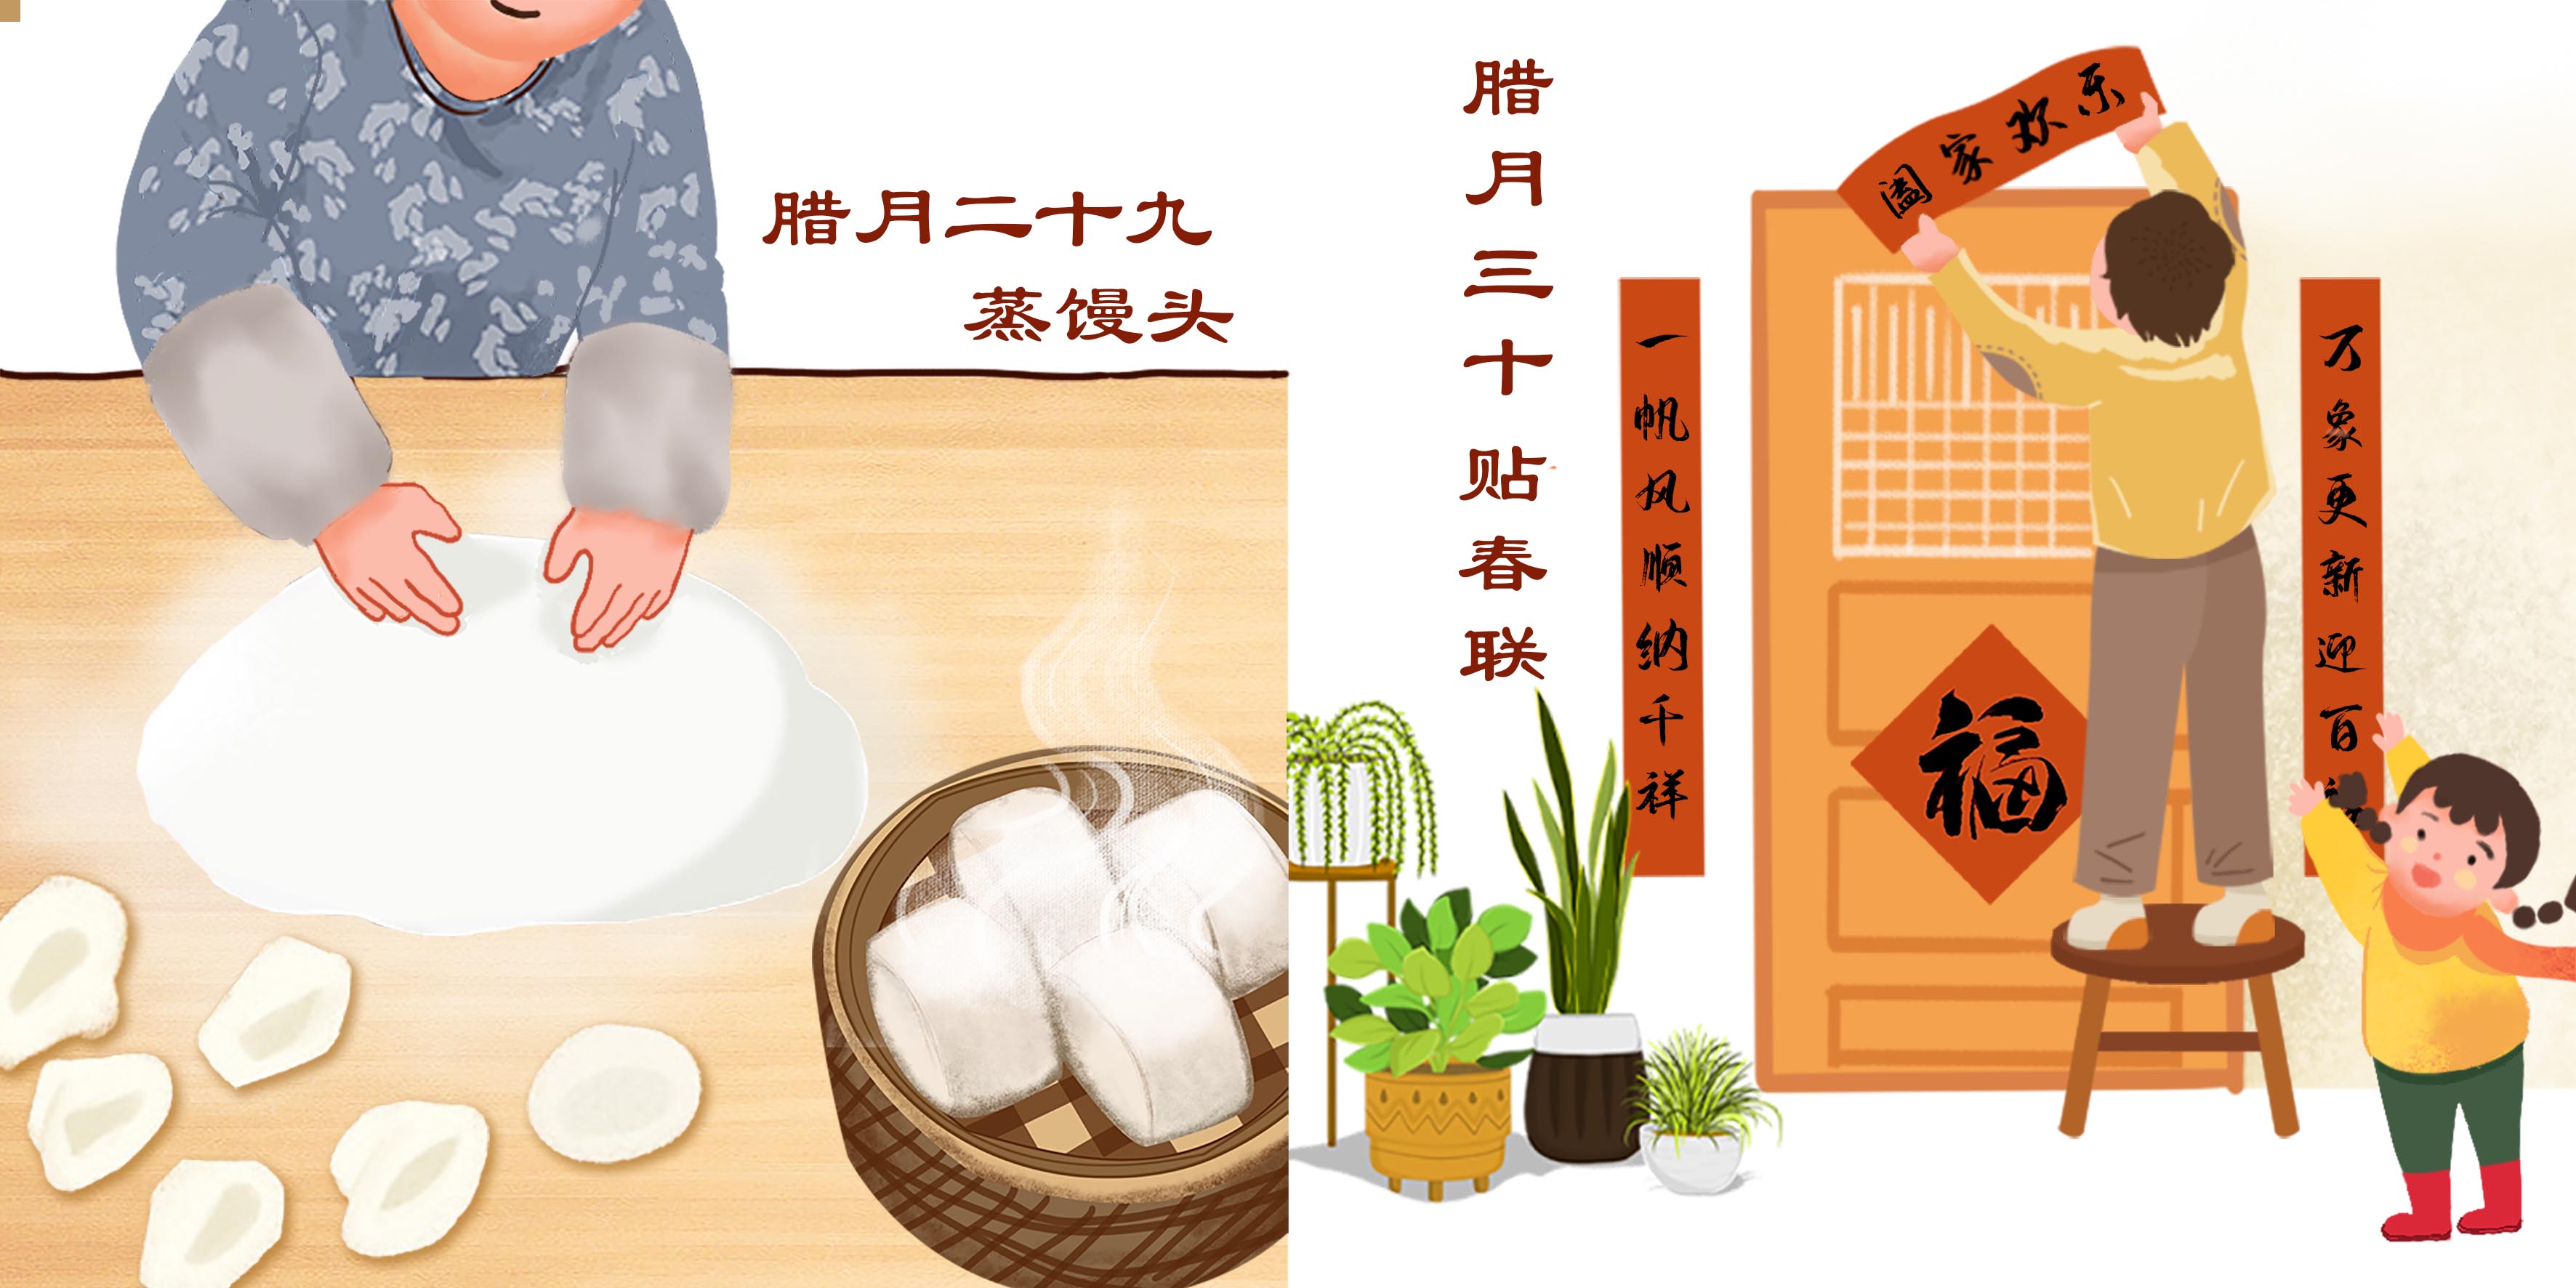 腊月二十九
蒸馒头
腊月三十贴春联
阖家欢乐
一帆风顺纳千祥
万象更新迎百
福